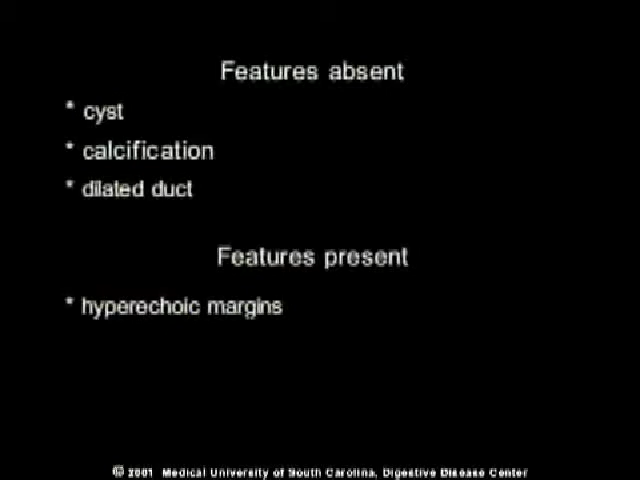 Features absent
* cyst
* calcification
* dilated duct
Features present
* hyperechoic margins
© 2001 Medical University of South Carolina, Digestive Disease Center